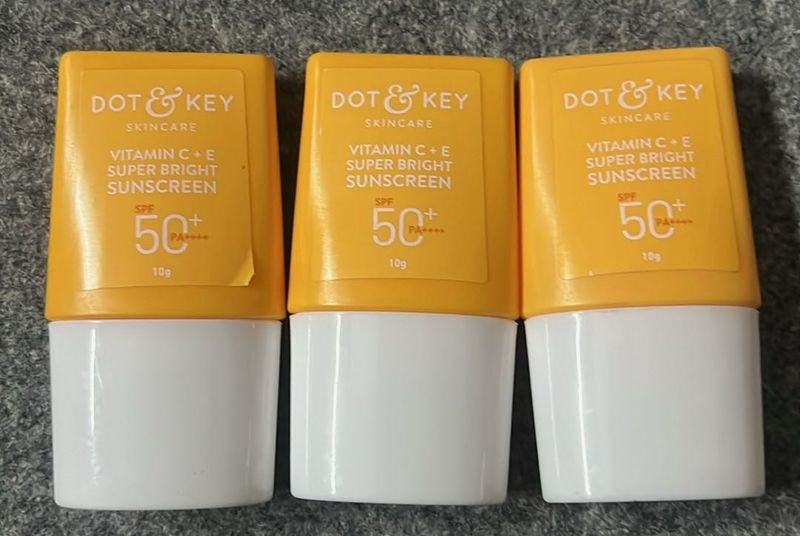 DOT & KEY
SKINCARE
VITAMIN C + E
SUPER BRIGHT
SUNSCREEN
SPF
50+
PA++++
10g
DOT & KEY
SKINCARE
VITAMIN C + E
SUPER BRIGHT
SUNSCREEN
SPF
50+
PA++++
10g
DOT & KEY
SKINCARE
VITAMIN C + E
SUPER BRIGHT
SUNSCREEN
SPF
50+
PA++++
10g